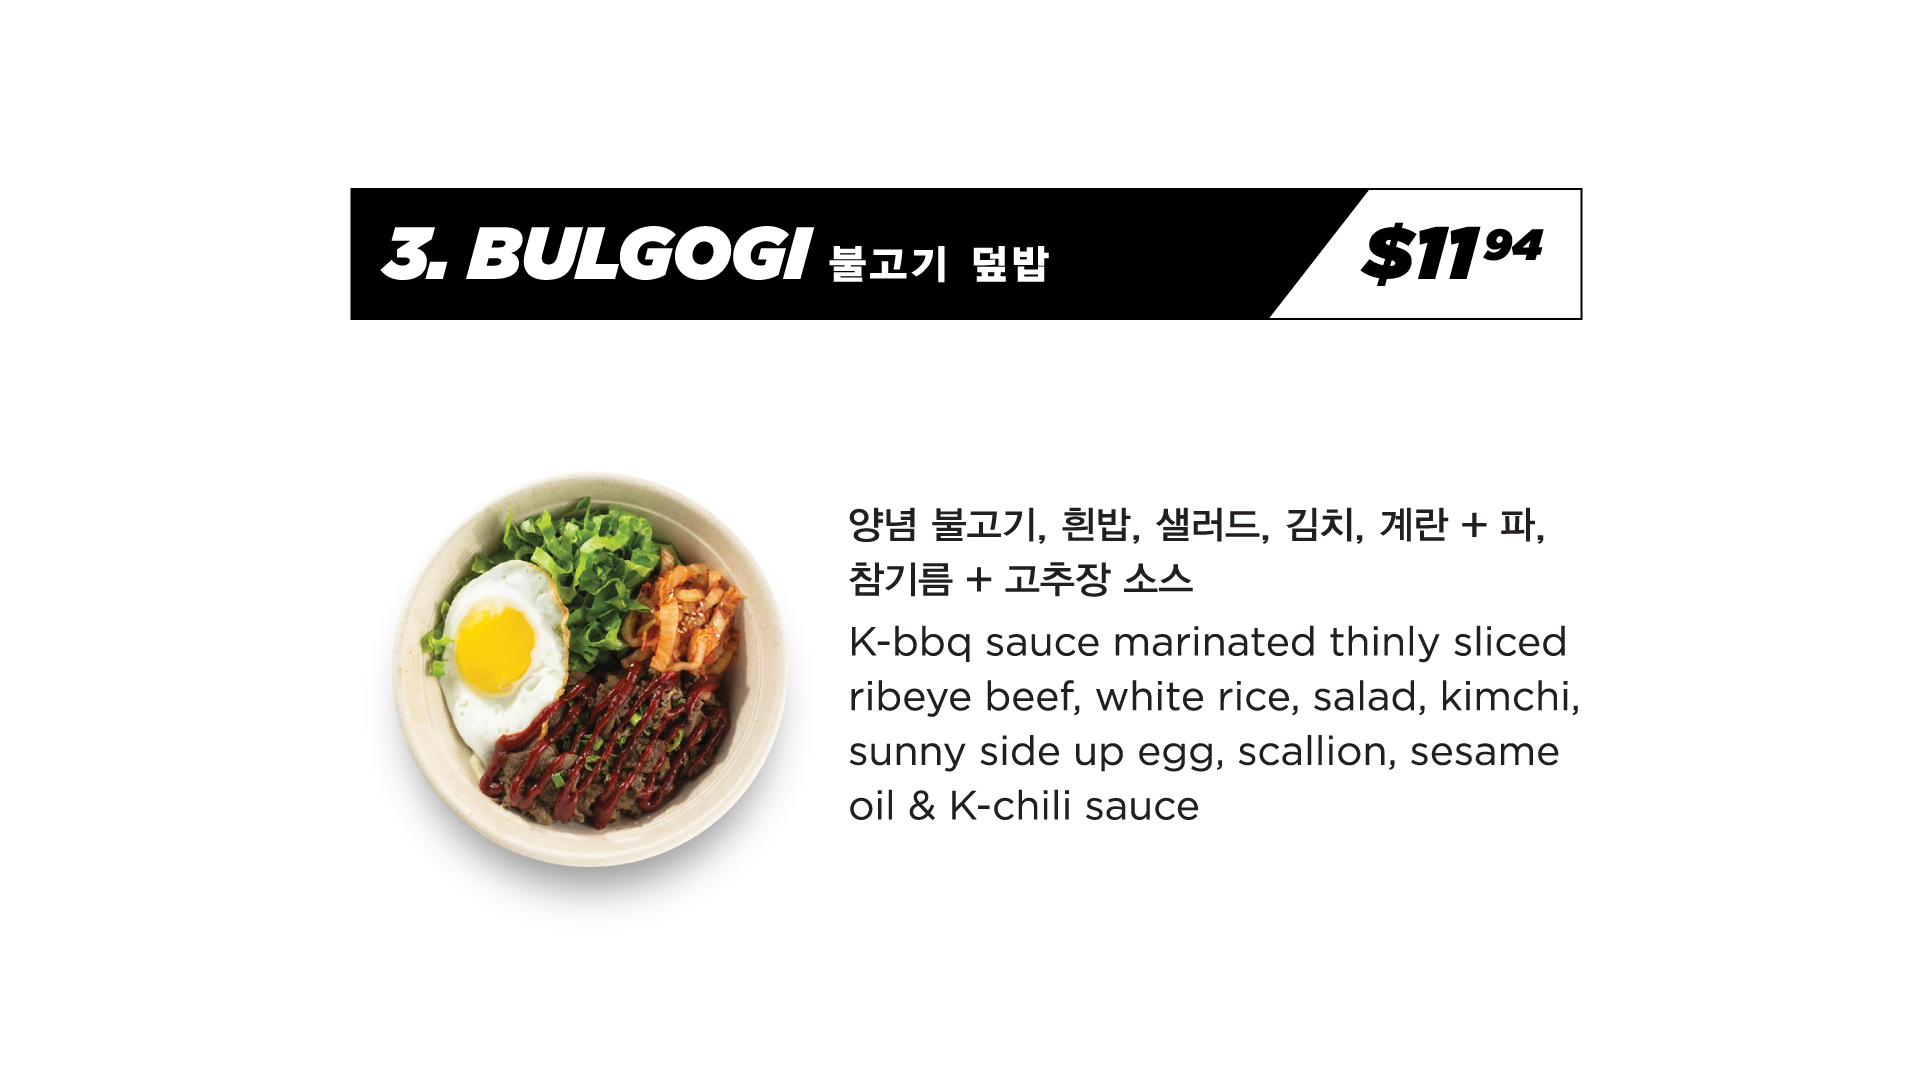 3. BULGOGI 불고기 덮밥 $11 94
양념 불고기, 흰밥, 샐러드, 김치, 계란 + 파,
참기름 + 고추장 소스
K-bbq sauce marinated thinly sliced
ribeye beef, white rice, salad, kimchi,
sunny side up egg, scallion, sesame
oil & K-chili sauce